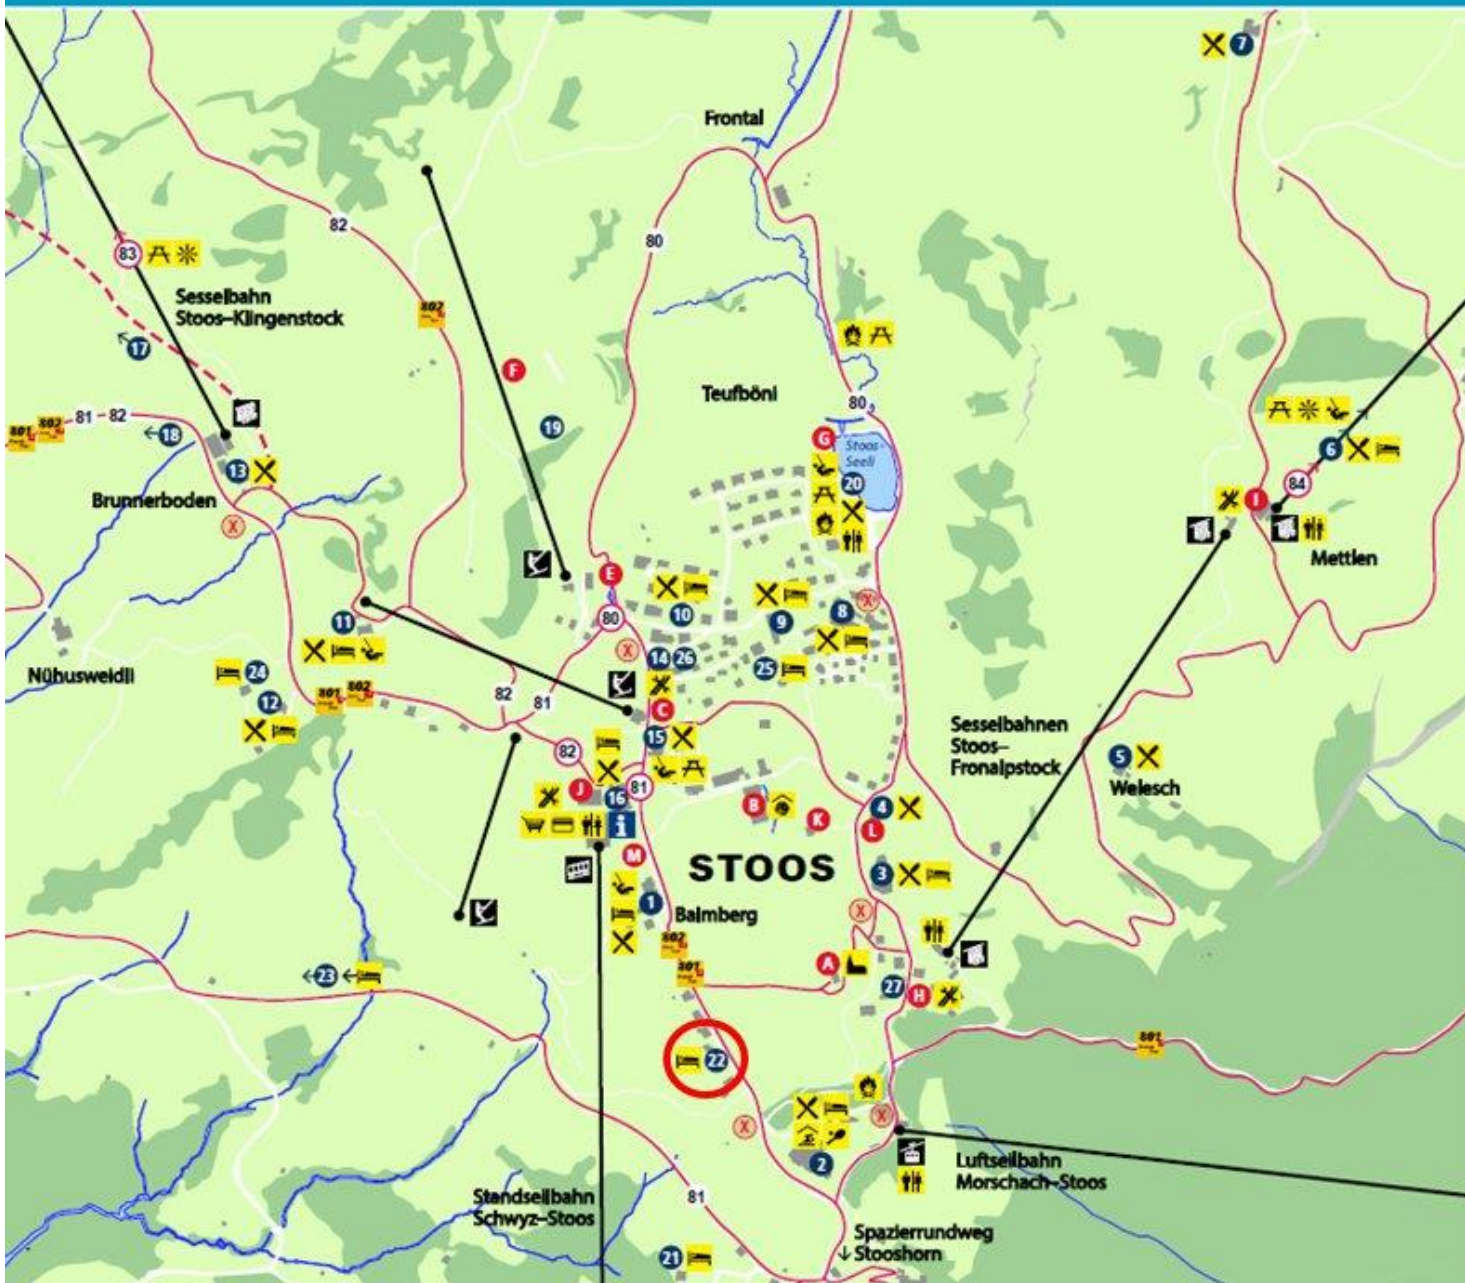 7
Frontal
82
80
83
Sesselbahn
Stoos–Klingenstock
802
17
F
Teufböni
80
81 – 82
801
802
18
19
G
Stoos-
Seeli
20
6
84
13
Brunnerboden
X
I
Mettlen
E
10
9
8
X
11
80
X
14
26
25
Nühusweidli
24
12
801
802
82
81
C
15
82
Sesselbahnen
Stoos–
Fronalpstock
5
Welesch
J
16
81
i
B
K
4
L
M
STOOS
3
1
Balmberg
X
802
801
A
23
27
H
22
801
X
X
2
Luftseilbahn
Morschach–Stoos
Standseilbahn
Schwyz–Stoos
81
Spazierrundweg
Stooshorn
21